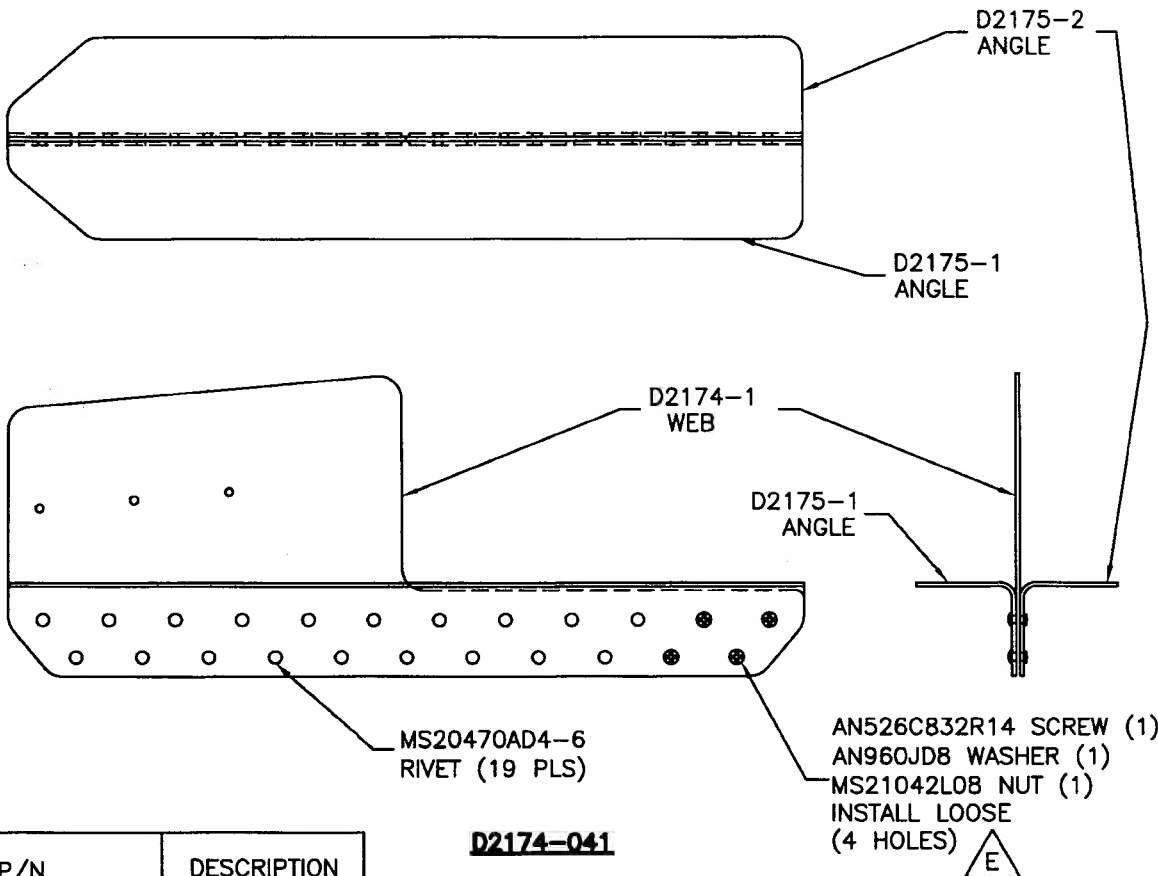 D2175-2
ANGLE
D2175-1
ANGLE
D2174-1
WEB
D2175-1
ANGLE
MS20470AD4-6
RIVET (19 PLS)
AN526C832R14 SCREW (1)
AN960JD8 WASHER (1)
MS21042L08 NUT (1)
INSTALL LOOSE
(4 HOLES)
E
D2174-041
P/N
DESCRIPTION